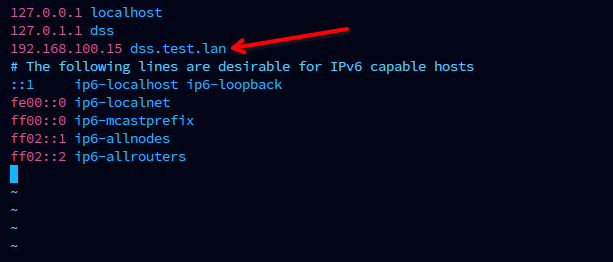 127.0.0.1 localhost
127.0.1.1 dss
192.168.100.15 dss.test.lan
# The following lines are desirable for IPv6 capable hosts
::1     ip6-localhost ip6-loopback
fe00::0 ip6-localnet
ff00::0 ip6-mcastprefix
ff02::1 ip6-allnodes
ff02::2 ip6-allrouters
~
~
~
~